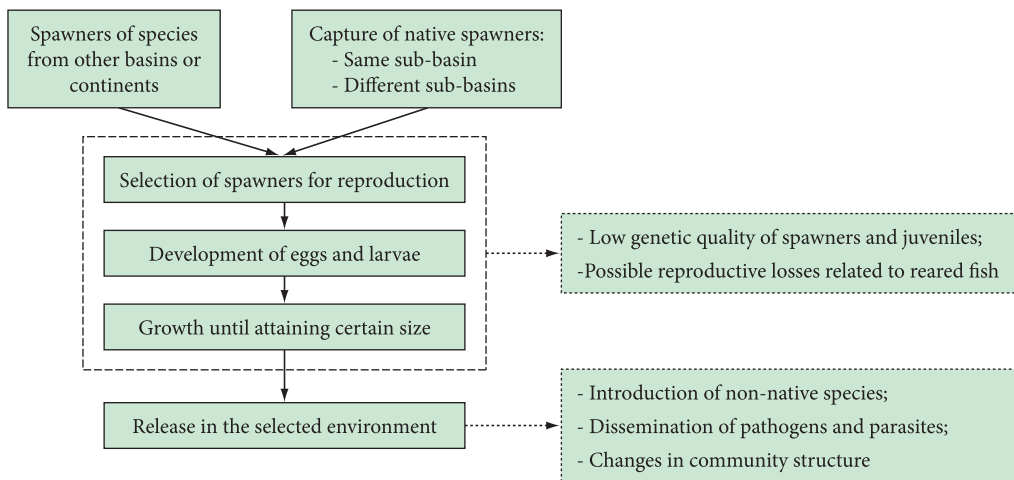 Spawners of species
from other basins or
continents
Capture of native spawners:
- Same sub-basin
- Different sub-basins
Selection of spawners for reproduction
Development of eggs and larvae
Growth until attaining certain size
Release in the selected environment
- Low genetic quality of spawners and juveniles;
-Possible reproductive losses related to reared fish
- Introduction of non-native species;
- Dissemination of pathogens and parasites;
- Changes in community structure